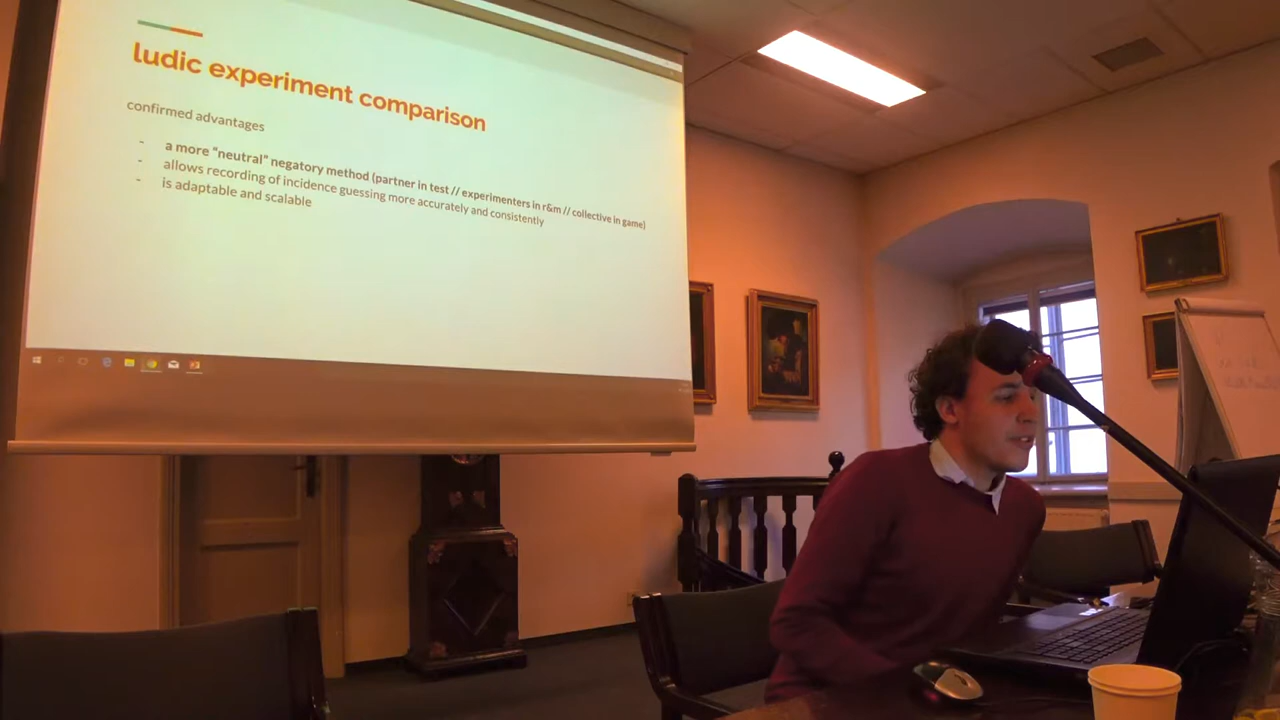 ludic experiment comparison
confirmed advantages
- a more “neutral” negatory method (partner in test // experimenters in r&m // collective in game)
- allows recording of incidence guessing more accurately and consistently
- is adaptable and scalable